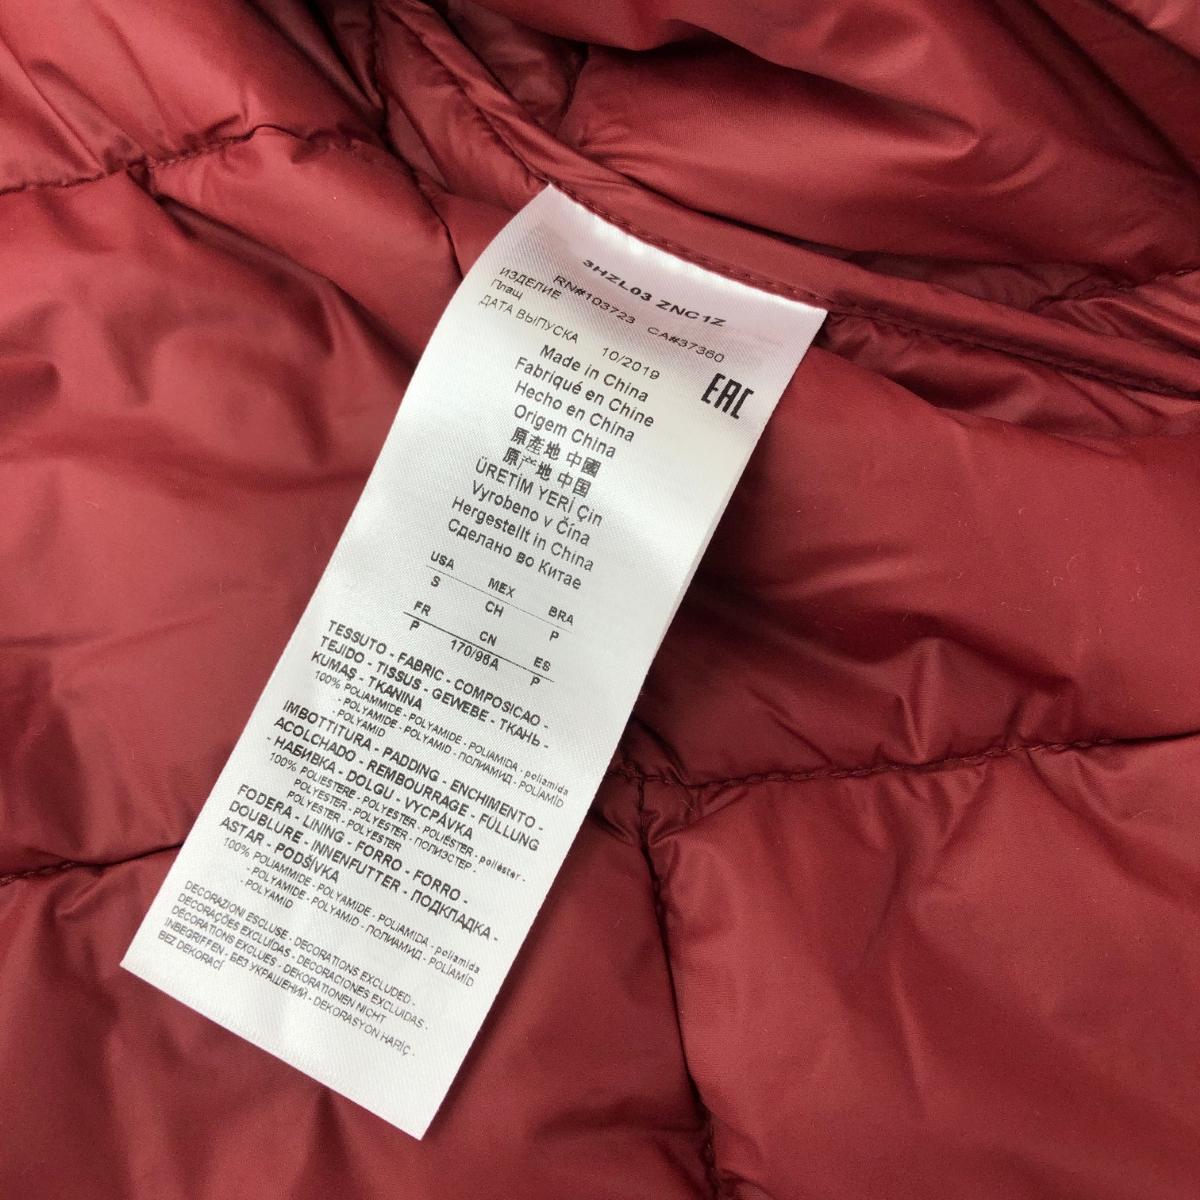 3HZL03 ZNC1Z
RN#103723 CA#37360
ИЗДЕЛИЕ
Плащ
ДАТА ВЫПУСКА 10/2019
EAC
Made in China
Fabriqué en Chine
Hecho en China
Origem China
原產地 中國
原产地 中国
ÜRETİM YERİ Çin
Vyrobeno v Čína
Hergestellt in China
Сделано во Китае
USA MEX BRA
S CH P
FR CN ES
P 170/96A P
TESSUTO - FABRIC - COMPOSICAO -
TEJIDO - TISSUS - GEWEBE - ТКАНЬ -
KUMAŞ - TKANINA
100% POLIAMMIDE - POLYAMIDE - POLIAMIDA - poliamida
- POLYAMIDE - POLYAMID - ПОЛИАМИД - POLİAMİD
- POLYAMID
IMBOTTITURA - PADDING - ENCHIMENTO -
ACOLCHADO - REMBOURRAGE - FÜLLUNG
- НАБИВКА - DOLGU - VYCPÁVKA
100% POLIESTERE - POLYESTER - POLIÉSTER - poliéster -
POLYESTER - POLYESTER - ПОЛИЭСТЕР -
POLYESTER - POLYESTER
FODERA - LINING - FORRO - FORRO -
DOUBLURE - INNENFUTTER - ПОДКЛАДКА -
ASTAR - PODŠÍVKA
100% POLIAMMIDE - POLYAMIDE - POLIAMIDA - poliamida
- POLYAMIDE - POLYAMID - ПОЛИАМИД - POLİAMİD
- POLYAMID
DECORAZIONI ESCLUSE - DECORATIONS EXCLUDED -
DECORAÇÕES EXCLUÍDAS - DECORACIONES EXCLUIDAS -
DÉCORATIONS EXCLUES - DEKORATIONEN NICHT
INBEGRIFFEN - БЕЗ УКРАШЕНИЙ - DEKORASYON HARİÇ -
BEZ DEKORACÍ